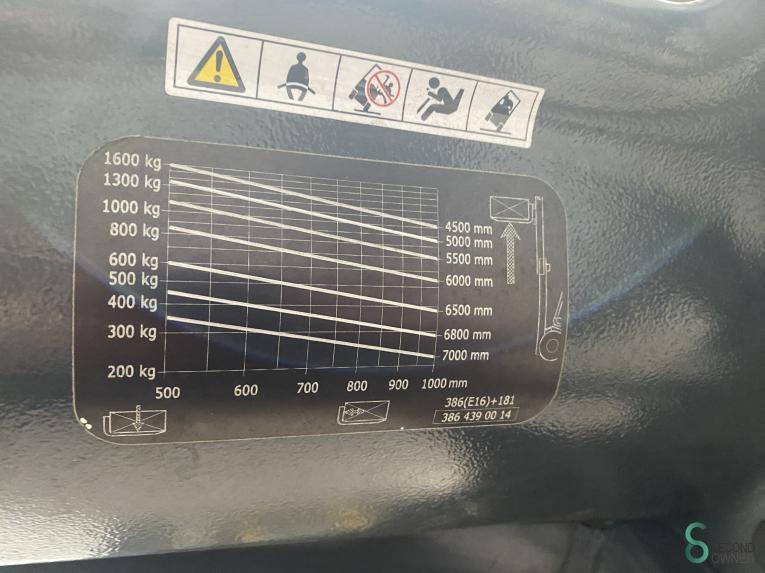 1600 kg
1300 kg
1000 kg
800 kg
600 kg
500 kg
400 kg
300 kg
200 kg
4500 mm
5000 mm
5500 mm
6000 mm
6500 mm
6800 mm
7000 mm
500 600 700 800 900 1000 mm
386(E16)+181
386 439 00 14
SECOND
OWNER